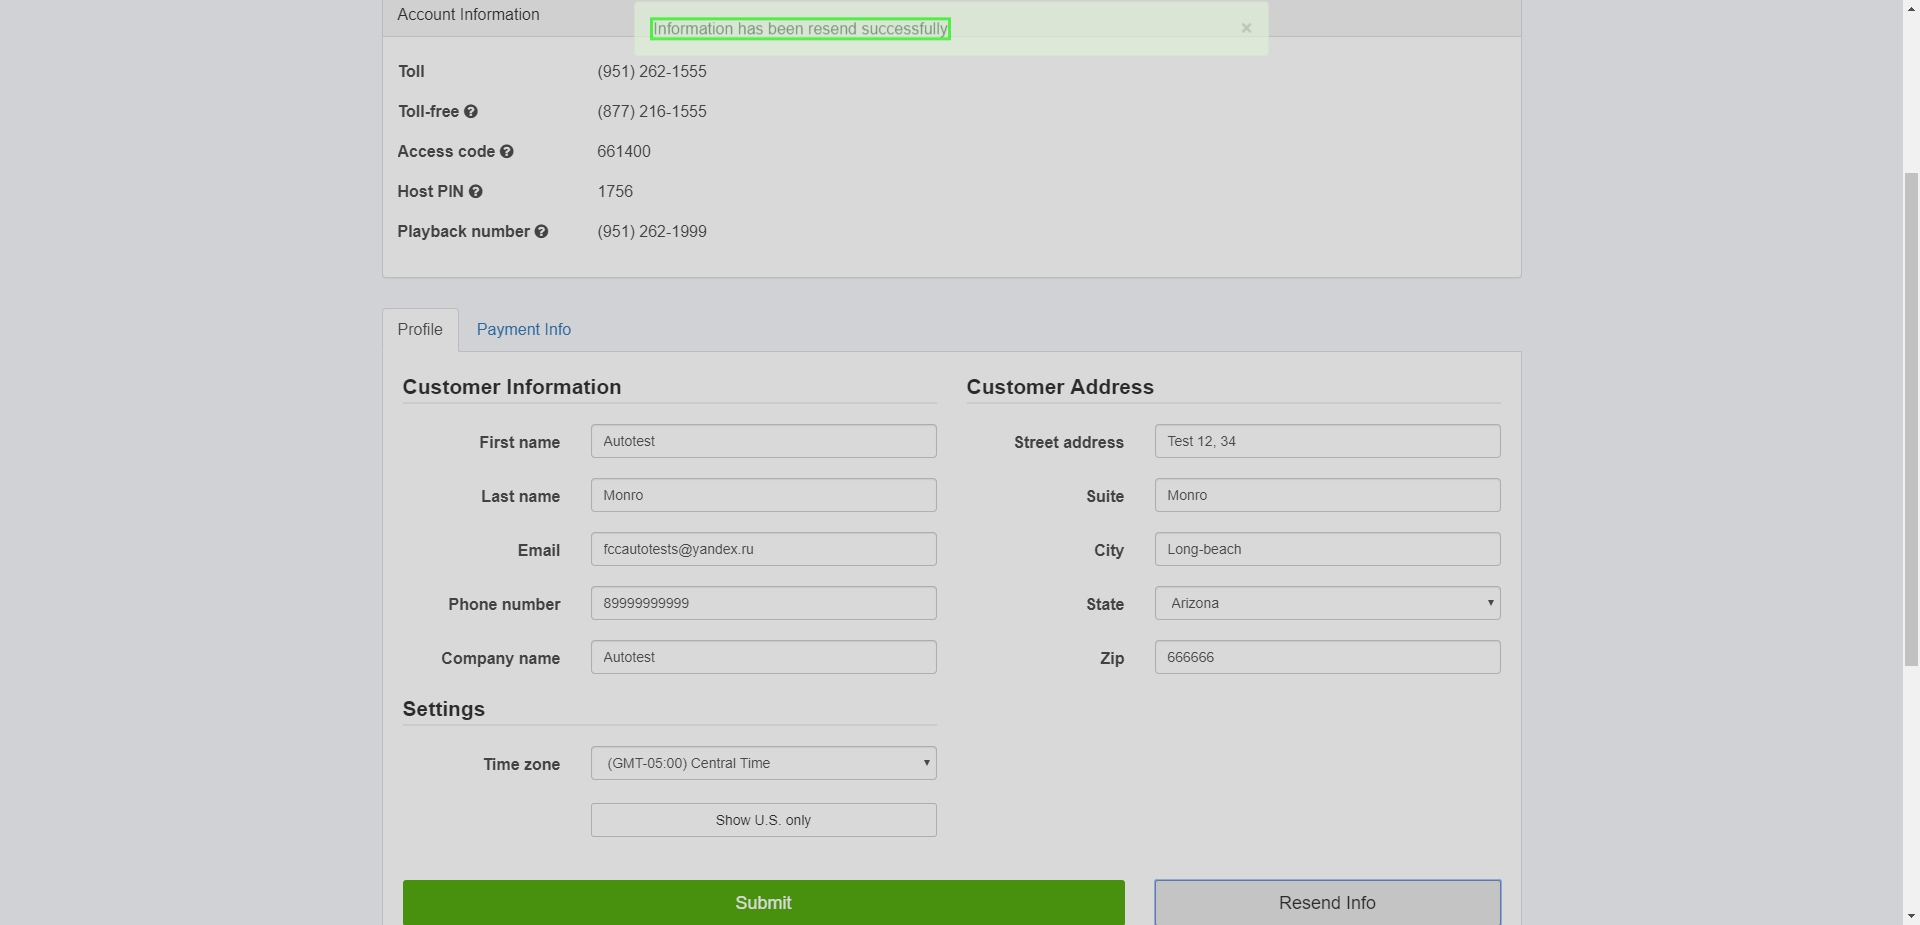 Account Information
Information has been resend successfully
×
Toll (951) 262-1555
Toll-free (877) 216-1555
Access code 661400
Host PIN 1756
Playback number (951) 262-1999
Profile Payment Info
Customer Information Customer Address
First name Autotest Street address Test 12, 34
Last name Monro Suite Monro
Email fccautotests@yandex.ru City Long-beach
Phone number 89999999999 State Arizona
Company name Autotest Zip 666666
Settings
Time zone (GMT-05:00) Central Time
Show U.S. only
Submit Resend Info